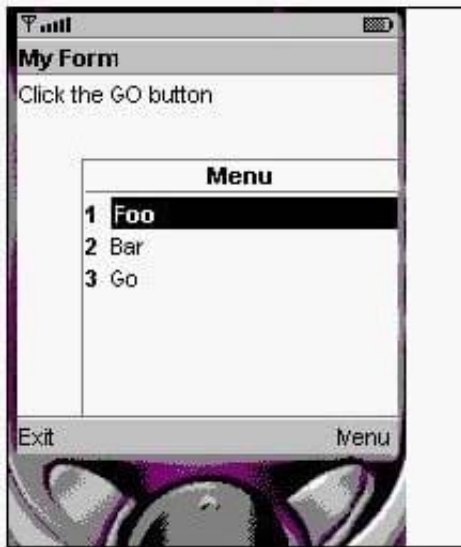 My Form
Click the GO button
Menu
1 Foo
2 Bar
3 Go
Exit Menu